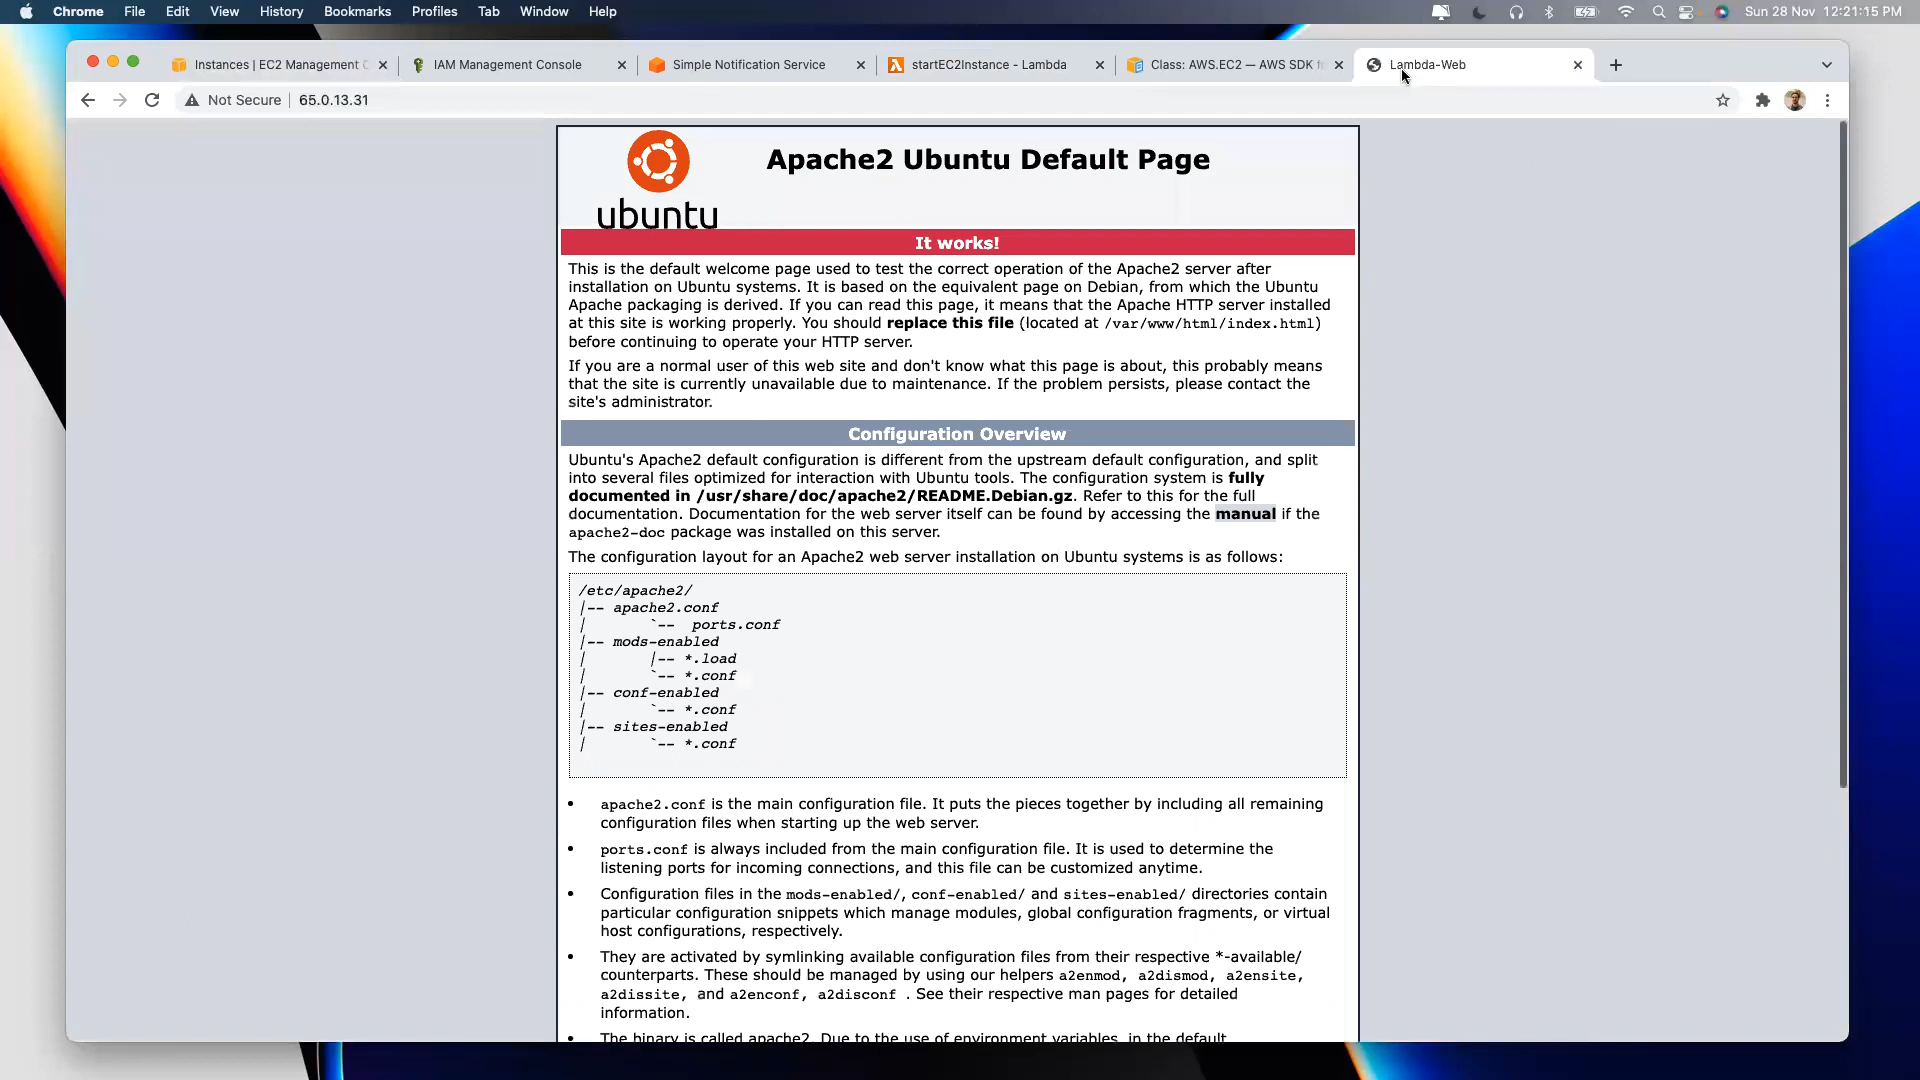 Chrome File Edit View History Bookmarks Profiles Tab Window Help Sun 28 Nov 12:21:15 PM
Instances | EC2 Management C IAM Management Console Simple Notification Service startEC2Instance - Lambda Class: AWS.EC2 — AWS SDK f Lambda-Web
Not Secure 65.0.13.31
ubuntu
Apache2 Ubuntu Default Page
It works!
This is the default welcome page used to test the correct operation of the Apache2 server after
installation on Ubuntu systems. It is based on the equivalent page on Debian, from which the Ubuntu
Apache packaging is derived. If you can read this page, it means that the Apache HTTP server installed
at this site is working properly. You should replace this file (located at /var/www/html/index.html)
before continuing to operate your HTTP server.
If you are a normal user of this web site and don't know what this page is about, this probably means
that the site is currently unavailable due to maintenance. If the problem persists, please contact the
site's administrator.
Configuration Overview
Ubuntu's Apache2 default configuration is different from the upstream default configuration, and split
into several files optimized for interaction with Ubuntu tools. The configuration system is fully
documented in /usr/share/doc/apache2/README.Debian.gz. Refer to this for the full
documentation. Documentation for the web server itself can be found by accessing the manual if the
apache2-doc package was installed on this server.
The configuration layout for an Apache2 web server installation on Ubuntu systems is as follows:
/etc/apache2/
|-- apache2.conf
|       `--  ports.conf
|-- mods-enabled
|       |-- *.load
|       `-- *.conf
|-- conf-enabled
|       `-- *.conf
|-- sites-enabled
|       `-- *.conf
• apache2.conf is the main configuration file. It puts the pieces together by including all remaining
configuration files when starting up the web server.
• ports.conf is always included from the main configuration file. It is used to determine the
listening ports for incoming connections, and this file can be customized anytime.
• Configuration files in the mods-enabled/, conf-enabled/ and sites-enabled/ directories contain
particular configuration snippets which manage modules, global configuration fragments, or virtual
host configurations, respectively.
• They are activated by symlinking available configuration files from their respective *-available/
counterparts. These should be managed by using our helpers a2enmod, a2dismod, a2ensite,
a2dissite, and a2enconf, a2disconf . See their respective man pages for detailed
information.
• The binary is called apache2. Due to the use of environment variables, in the default